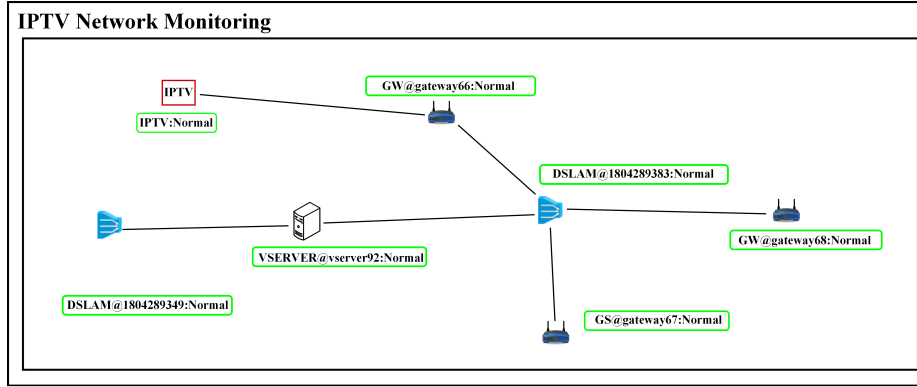 IPTV Network Monitoring
GW@gateway66:Normal
IPTV
IPTV:Normal
DSLAM@1804289383:Normal
GW@gateway68:Normal
VSERVER@vserver92:Normal
DSLAM@1804289349:Normal
GS@gateway67:Normal